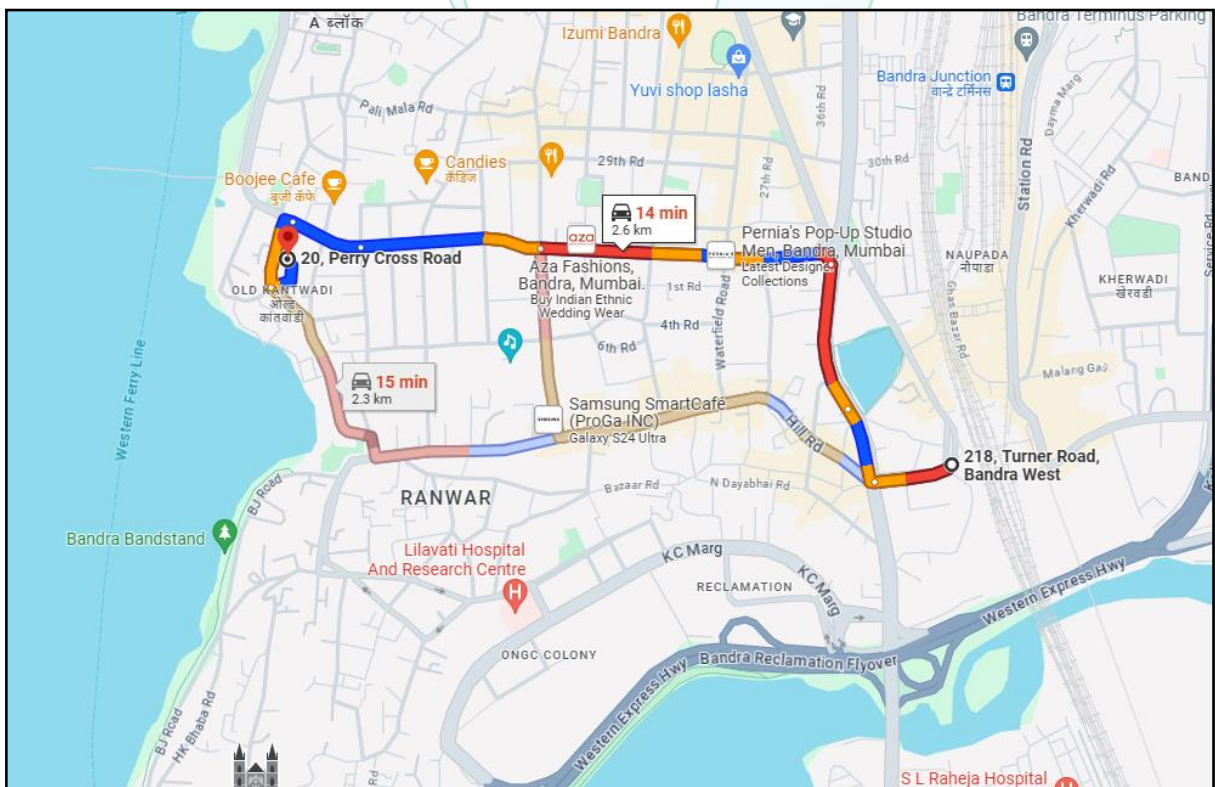 A ब्लॉक
Izumi Bandra
Bandra Terminus Parking
Yuvi shop lasha
Bandra Junction
वान्द्रे टर्मिनस
36th Rd
Dayma Marg
Pali Mala Rd
Candies
कॅंडिज
29th Rd
27th Rd
30th Rd
Station Rd
Kherwadi Rd
BAND
Boojee Cafe
बुजी कॅफे
14 min
2.6 km
aza
Pernia's Pop-Up Studio
Men, Bandra, Mumbai
Latest Designe
Collections
20, Perry Cross Road
Aza Fashions,
Bandra, Mumbai.
Buy Indian Ethnic
Wedding Wear
NAUPADA
नौपाडा
KHERWADI
खेरवडी
Service Road
OLD KANTWADI
ओल्ड
कांतवाडी
1st Rd
4th Rd
6th Rd
Waterfield Road
Ghas Bazar Rd
Malang Gali
Western Ferry Line
15 min
2.3 km
SAMSUNG
Samsung SmartCafé
(ProGa INC)
Galaxy S24 Ultra
Hill Rd
218, Turner Road,
Bandra West
RANWAR
Bazaar Rd
N Dayabhai Rd
BJ Road
Bandra Bandstand
Lilavati Hospital
And Research Centre
H
KC Marg
KC Marg
RECLAMATION
Western Express Hwy
ONGC COLONY
Bandra Reclamation Flyover
Western Express Hwy
BJ Road
HK Bhaba Rd
Rd
S L Raheja Hospital